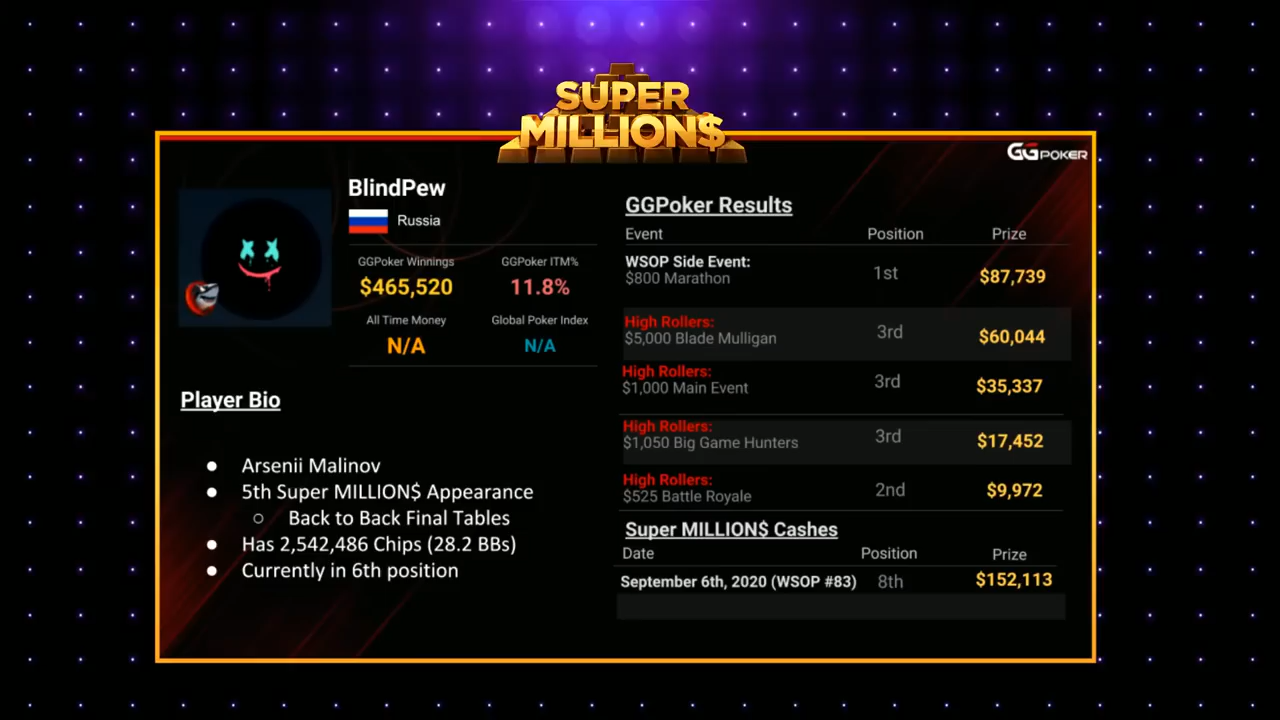 SUPER
MILLION$
GGPOKER
BlindPew
Russia
GGPoker Winnings
GGPoker ITM%
$465,520
11.8%
All Time Money
Global Poker Index
N/A
N/A
Player Bio
Arsenii Malinov
5th Super MILLION$ Appearance
Back to Back Final Tables
Has 2,542,486 Chips (28.2 BBs)
Currently in 6th position
GGPoker Results
Event Position Prize
WSOP Side Event:
$800 Marathon 1st $87,739
High Rollers:
$5,000 Blade Mulligan 3rd $60,044
High Rollers:
$1,000 Main Event 3rd $35,337
High Rollers:
$1,050 Big Game Hunters 3rd $17,452
High Rollers:
$525 Battle Royale 2nd $9,972
Super MILLION$ Cashes
Date Position Prize
September 6th, 2020 (WSOP #83) 8th $152,113